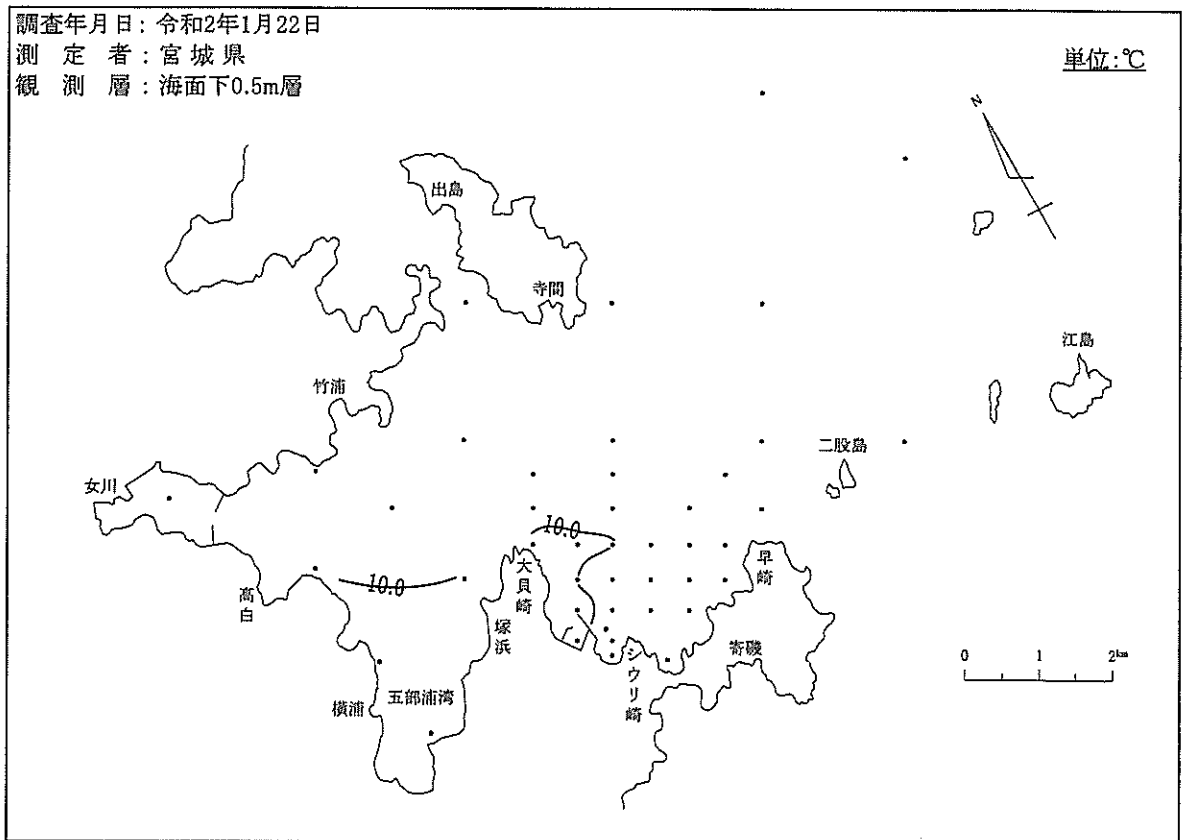 調査年月日：令和2年1月22日
測定者：宮城県
観測層：海面下0.5m層
単位：℃
N
出島
寺間
江島
竹浦
二股島
女川
10.0
早崎
大貝崎
10.0
高白
塚浜
寄磯
シウリ崎
0 1 2km
五部浦湾
横浦